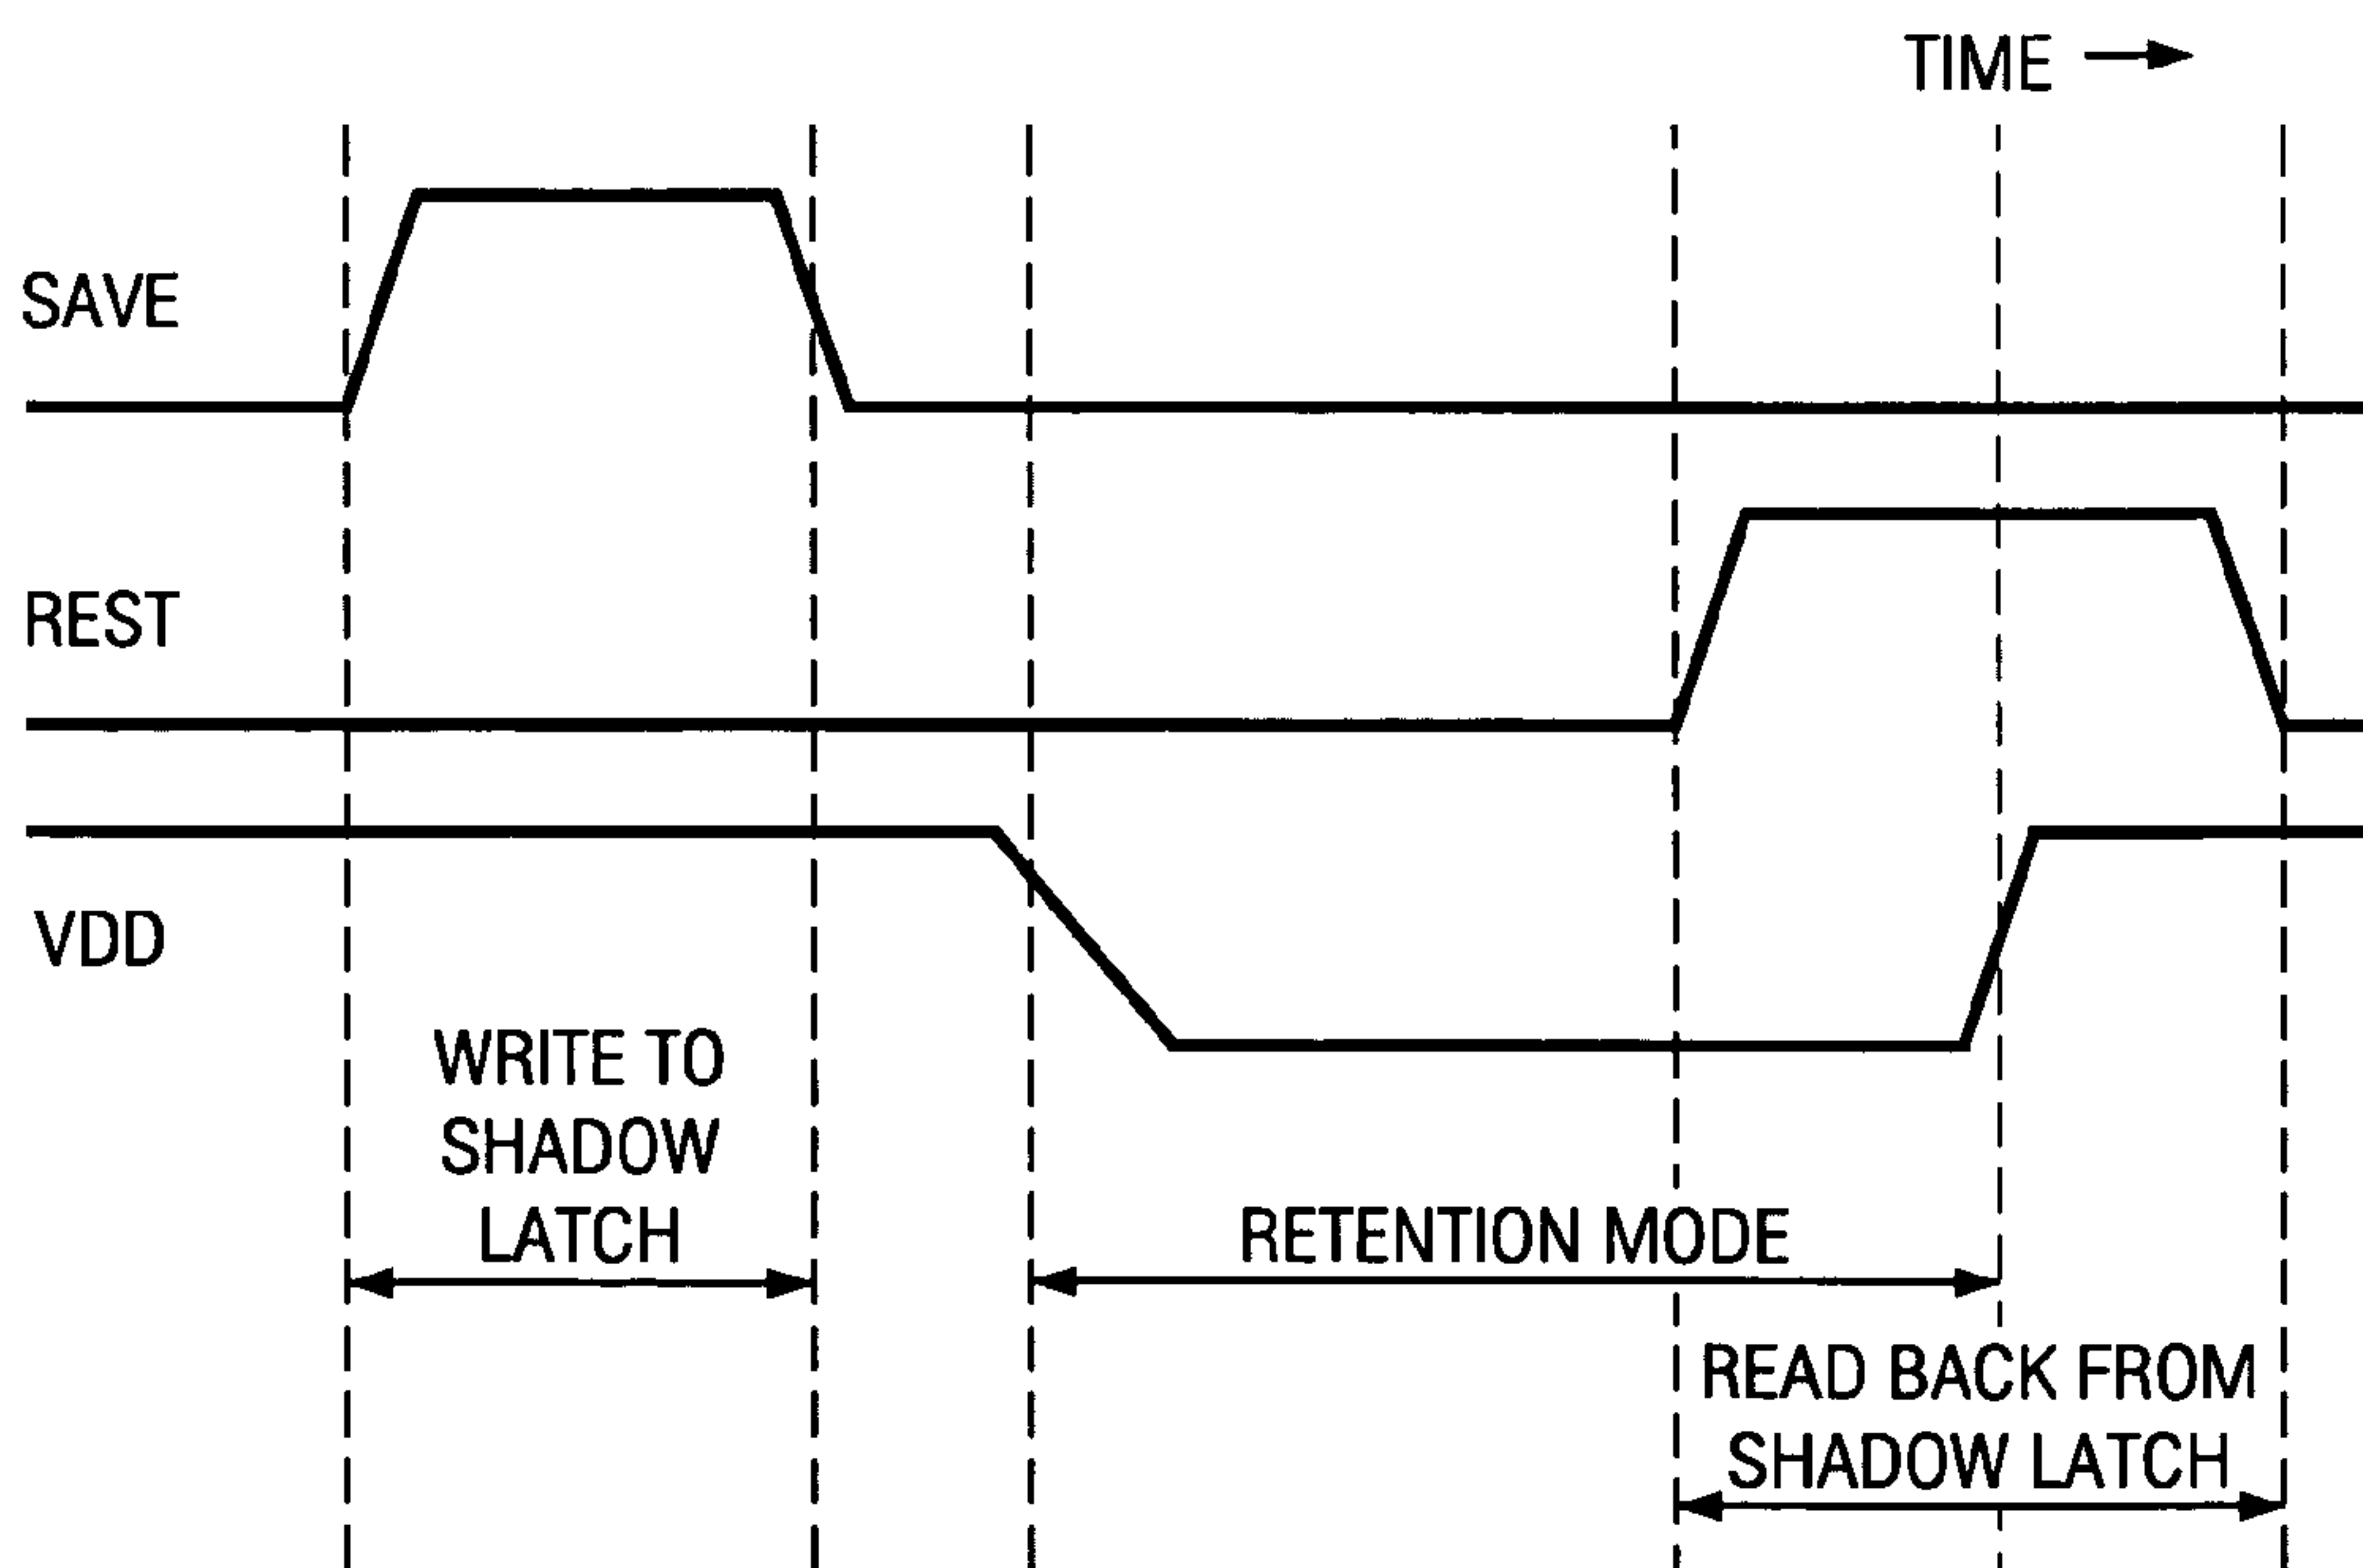 TIME
SAVE
REST
VDD
WRITE TO
SHADOW
LATCH
RETENTION MODE
READ BACK FROM
SHADOW LATCH